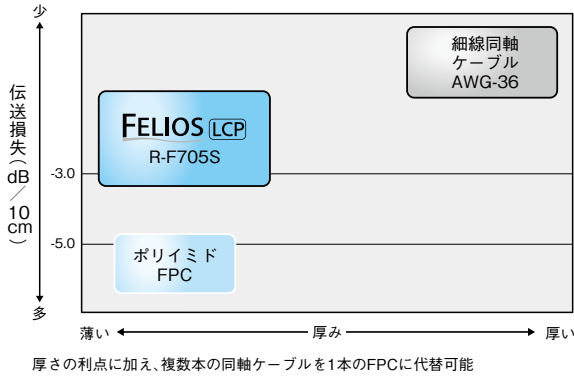 少
伝送損失（dB／10cm）
多
-3.0
-5.0
細線同軸
ケーブル
AWG-36
FELIOS LCP
R-F705S
ポリイミド
FPC
薄い 厚み 厚い
厚さの利点に加え、複数本の同軸ケーブルを1本のFPCに代替可能